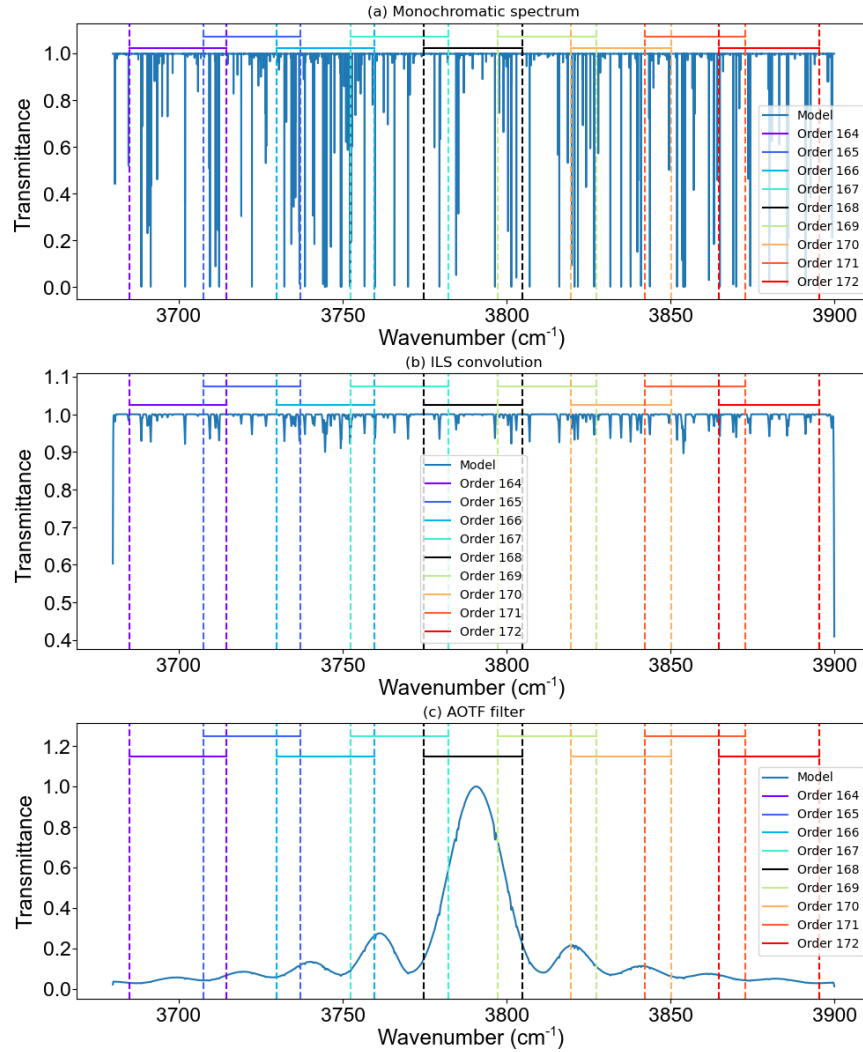 (a) Monochromatic spectrum
1.0
0.8
0.6
0.4
0.2
0.0
Transmittance
Model
Order 164
Order 165
Order 166
Order 167
Order 168
Order 169
Order 170
Order 171
Order 172
3700
3750
3800
3850
3900
Wavenumber (cm⁻¹)
(b) ILS convolution
1.1
1.0
0.9
0.8
0.7
0.6
0.5
0.4
Transmittance
Model
Order 164
Order 165
Order 166
Order 167
Order 168
Order 169
Order 170
Order 171
Order 172
3700
3750
3800
3850
3900
Wavenumber (cm⁻¹)
(c) AOTF filter
1.2
1.0
0.8
0.6
0.4
0.2
0.0
Transmittance
Model
Order 164
Order 165
Order 166
Order 167
Order 168
Order 169
Order 170
Order 171
Order 172
3700
3750
3800
3850
3900
Wavenumber (cm⁻¹)